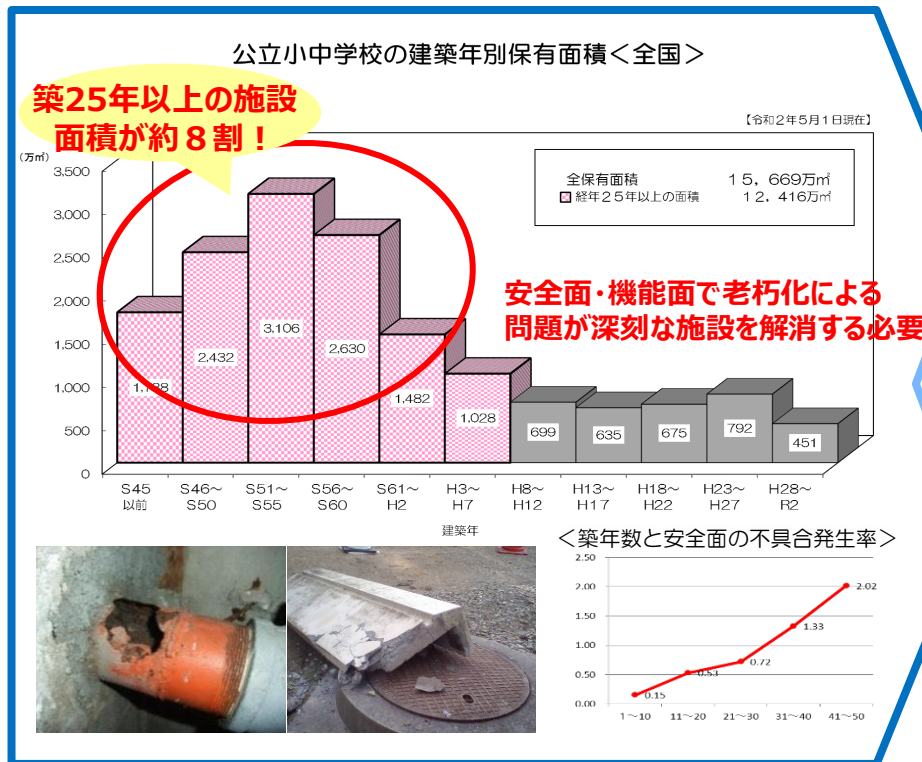 公立小中学校の建築年別保有面積＜全国＞
築25年以上の施設
面積が約８割！
【令和２年５月１日現在】
(万㎡)
全保有面積 １５，６６９万㎡
経年２５年以上の面積 １２，４１６万㎡
3,500
3,000
2,500
2,000
1,500
1,000
500
0
安全面・機能面で老朽化による
問題が深刻な施設を解消する必要
1,738
2,432
3,106
2,630
1,482
1,028
699
635
675
792
451
S45以前
S46～S50
S51～S55
S56～S60
S61～H2
H3～H7
H8～H12
H13～H17
H18～H22
H23～H27
H28～R2
建築年
＜築年数と安全面の不具合発生率＞
2.50
2.00
1.50
1.00
0.50
0.00
0.15
0.53
0.72
1.33
2.02
1～10 11～20 21～30 31～40 41～50